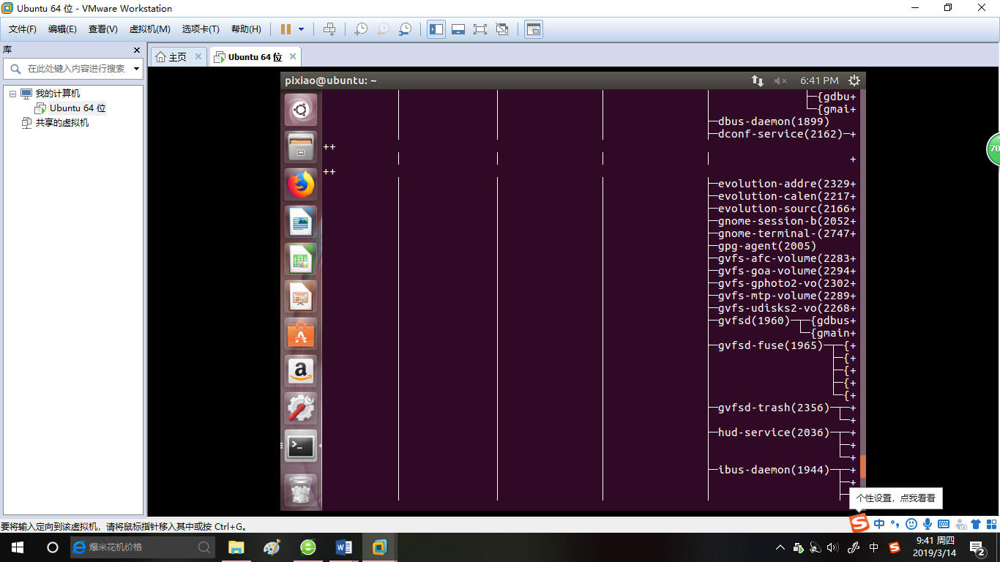 Ubuntu 64 位 - VMware Workstation
文件(F) 编辑(E) 查看(V) 虚拟机(M) 选项卡(T) 帮助(H)
库
主页 Ubuntu 64 位
在此处键入内容进行搜索
我的计算机
Ubuntu 64 位
共享的虚拟机
pixiao@ubuntu: ~ 6:41 PM
├─{gdbu+
└─{gmai+
├─dbus-daemon(1899)
├─dconf-service(2162)─+
++
+
++
├─evolution-addre(2329+
├─evolution-calen(2217+
├─evolution-sourc(2166+
├─gnome-session-b(2052+
├─gnome-terminal-(2747+
├─gpg-agent(2005)
├─gvfs-afc-volume(2283+
├─gvfs-goa-volume(2294+
├─gvfs-gphoto2-vo(2302+
├─gvfs-mtp-volume(2289+
├─gvfs-udisks2-vo(2268+
├─gvfsd(1960)─┬─{gdbus+
└─{gmain+
├─gvfsd-fuse(1965)─┬─{+
├─{+
├─{+
├─{+
└─{+
├─gvfsd-trash(2356)─┬─+
└─+
├─hud-service(2036)─┬─+
├─+
└─+
├─ibus-daemon(1944)─┬─+
├─+
70
个性设置，点我看看
要将输入定向到该虚拟机，请将鼠标指针移入其中或按 Ctrl+G。
中
爆米花机价格
中
9:41 周四
2019/3/14
2